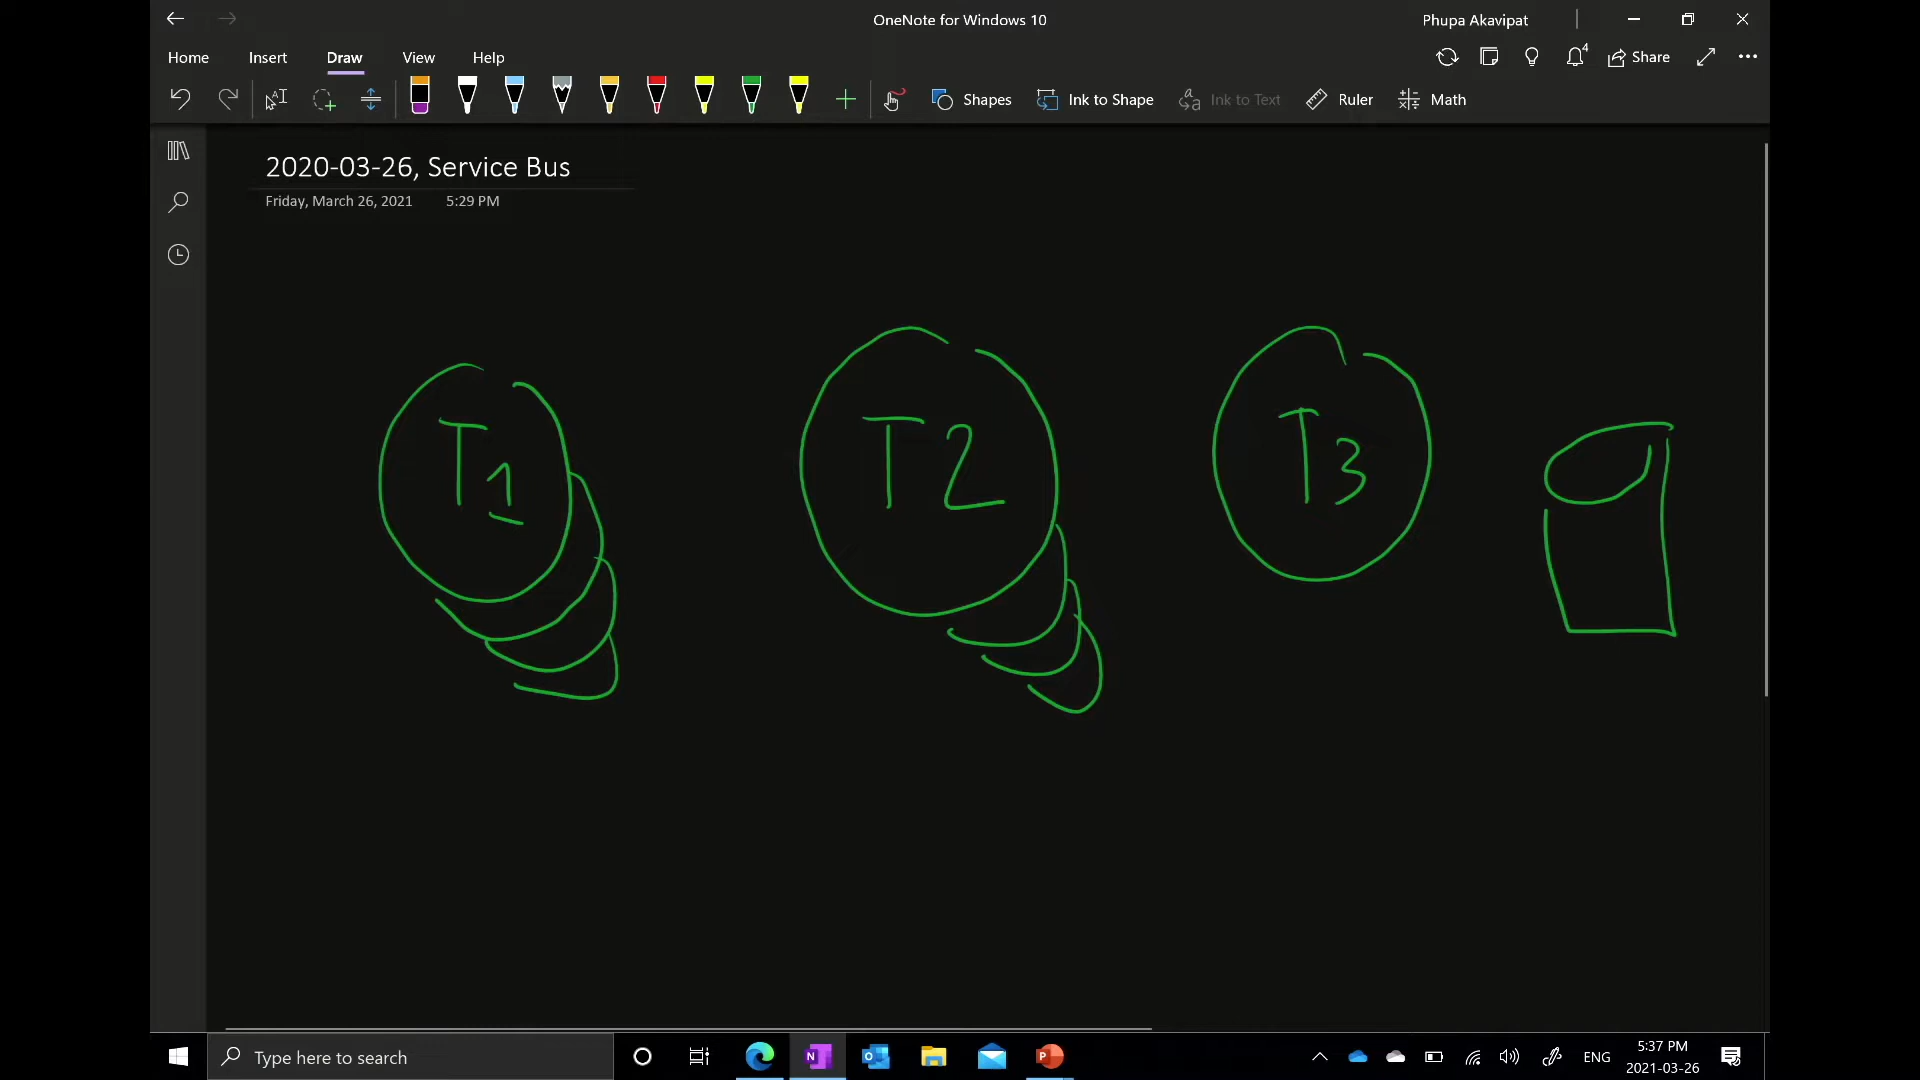 OneNote for Windows 10
Phupa Akavipat
Home Insert Draw View Help
4
Share
Shapes Ink to Shape Ink to Text Ruler Math
2020-03-26, Service Bus
Friday, March 26, 2021 5:29 PM
T1 T2 T3
Type here to search
ENG
5:37 PM
2021-03-26